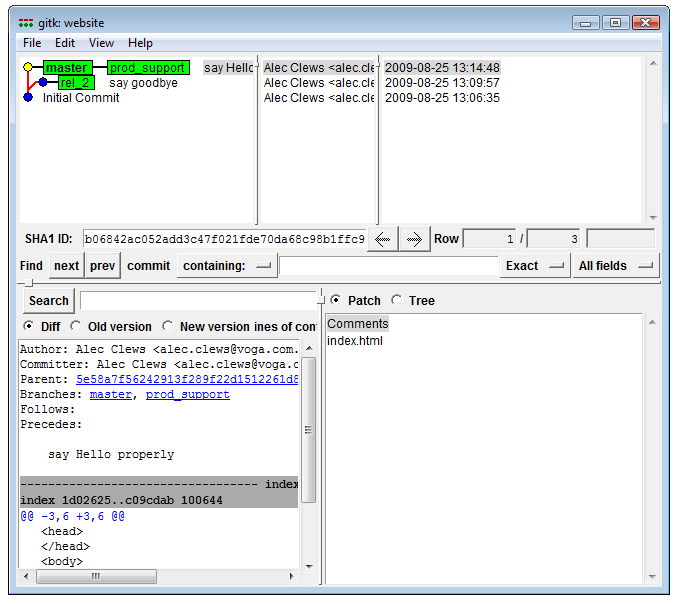 gitk: website
File Edit View Help
master prod_support say Hello Alec Clews <alec.cle 2009-08-25 13:14:48
rel_2 say goodbye Alec Clews <alec.cle 2009-08-25 13:09:57
Initial Commit Alec Clews <alec.cle 2009-08-25 13:06:35
SHA1 ID: b06842ac052add3c47f021fde70da68c98b1ffc9 Row 1 / 3
Find next prev commit containing: Exact All fields
Search Patch Tree
Diff Old version New version ines of con
Comments
index.html
Author: Alec Clews <alec.clews@voga.com.
Committer: Alec Clews <alec.clews@voga.c
Parent: 5e58a7f56242913f289f22d1512261d8
Branches: master, prod_support
Follows:
Precedes:
say Hello properly
---------------------------------- index
index 1d02625..c09cdab 100644
@@ -3,6 +3,6 @@
<head>
</head>
<body>